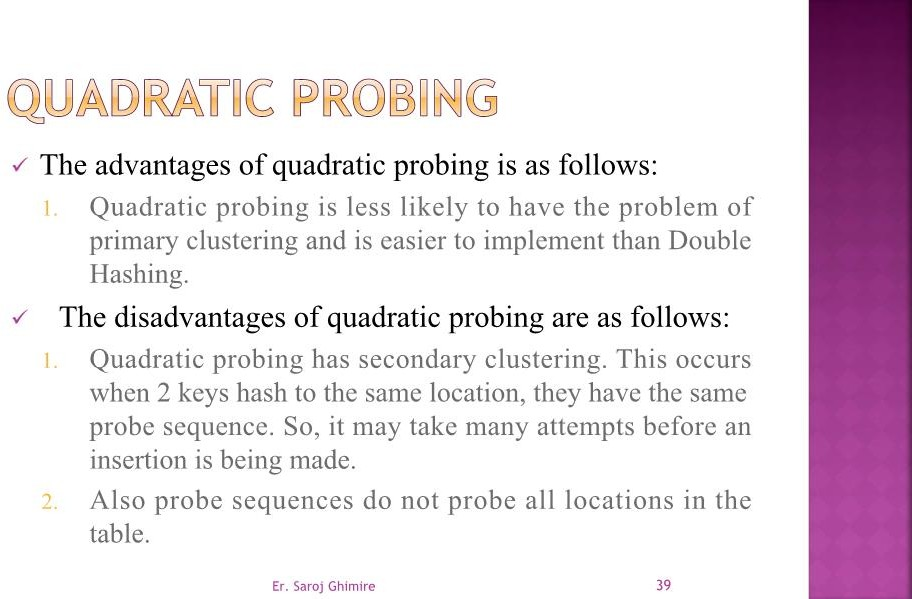 QUADRATIC PROBING
✓ The advantages of quadratic probing is as follows:
1. Quadratic probing is less likely to have the problem of
primary clustering and is easier to implement than Double
Hashing.
✓ The disadvantages of quadratic probing are as follows:
1. Quadratic probing has secondary clustering. This occurs
when 2 keys hash to the same location, they have the same
probe sequence. So, it may take many attempts before an
insertion is being made.
2. Also probe sequences do not probe all locations in the
table.
Er. Saroj Ghimire 39